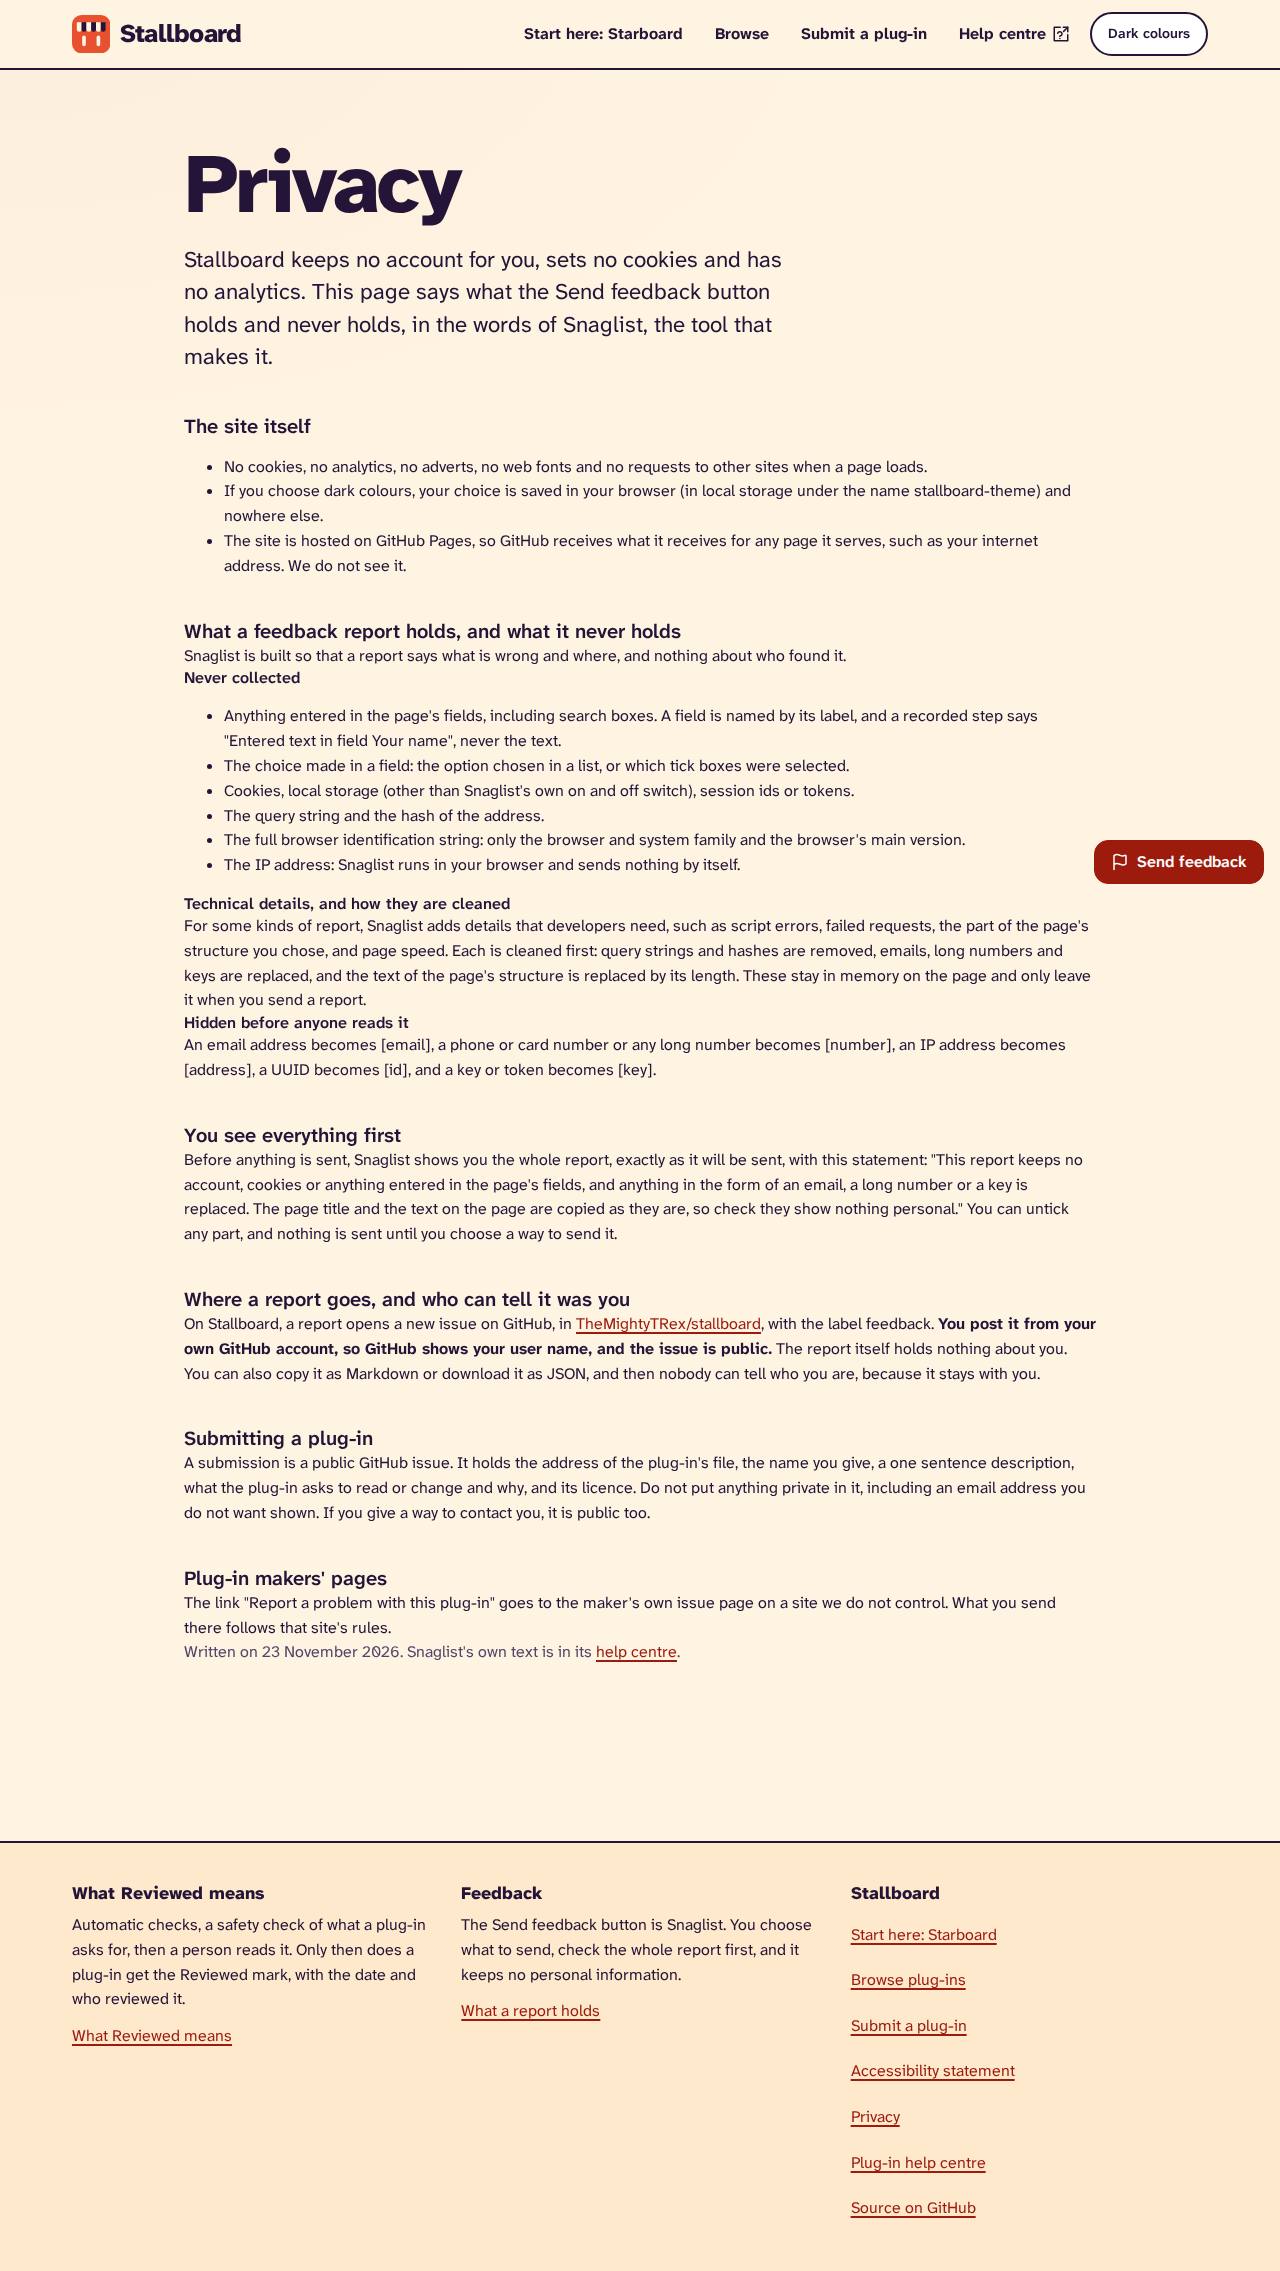 Stallboard
Start here: Starboard
Browse
Submit a plug-in
Help centre
Dark colours
Privacy
Stallboard keeps no account for you, sets no cookies and has
no analytics. This page says what the Send feedback button
holds and never holds, in the words of Snaglist, the tool that
makes it.
The site itself
No cookies, no analytics, no adverts, no web fonts and no requests to other sites when a page loads.
If you choose dark colours, your choice is saved in your browser (in local storage under the name stallboard-theme) and
nowhere else.
The site is hosted on GitHub Pages, so GitHub receives what it receives for any page it serves, such as your internet
address. We do not see it.
What a feedback report holds, and what it never holds
Snaglist is built so that a report says what is wrong and where, and nothing about who found it.
Never collected
Anything entered in the page's fields, including search boxes. A field is named by its label, and a recorded step says
"Entered text in field Your name", never the text.
The choice made in a field: the option chosen in a list, or which tick boxes were selected.
Cookies, local storage (other than Snaglist's own on and off switch), session ids or tokens.
The query string and the hash of the address.
The full browser identification string: only the browser and system family and the browser's main version.
The IP address: Snaglist runs in your browser and sends nothing by itself.
Send feedback
Technical details, and how they are cleaned
For some kinds of report, Snaglist adds details that developers need, such as script errors, failed requests, the part of the page's
structure you chose, and page speed. Each is cleaned first: query strings and hashes are removed, emails, long numbers and
keys are replaced, and the text of the page's structure is replaced by its length. These stay in memory on the page and only leave
it when you send a report.
Hidden before anyone reads it
An email address becomes [email], a phone or card number or any long number becomes [number], an IP address becomes
[address], a UUID becomes [id], and a key or token becomes [key].
You see everything first
Before anything is sent, Snaglist shows you the whole report, exactly as it will be sent, with this statement: "This report keeps no
account, cookies or anything entered in the page's fields, and anything in the form of an email, a long number or a key is
replaced. The page title and the text on the page are copied as they are, so check they show nothing personal." You can untick
any part, and nothing is sent until you choose a way to send it.
Where a report goes, and who can tell it was you
On Stallboard, a report opens a new issue on GitHub, in TheMightyTRex/stallboard, with the label feedback. You post it from your
own GitHub account, so GitHub shows your user name, and the issue is public. The report itself holds nothing about you.
You can also copy it as Markdown or download it as JSON, and then nobody can tell who you are, because it stays with you.
Submitting a plug-in
A submission is a public GitHub issue. It holds the address of the plug-in's file, the name you give, a one sentence description,
what the plug-in asks to read or change and why, and its licence. Do not put anything private in it, including an email address you
do not want shown. If you give a way to contact you, it is public too.
Plug-in makers' pages
The link "Report a problem with this plug-in" goes to the maker's own issue page on a site we do not control. What you send
there follows that site's rules.
Written on 23 November 2026. Snaglist's own text is in its help centre.
What Reviewed means
Automatic checks, a safety check of what a plug-in
asks for, then a person reads it. Only then does a
plug-in get the Reviewed mark, with the date and
who reviewed it.
What Reviewed means
Feedback
The Send feedback button is Snaglist. You choose
what to send, check the whole report first, and it
keeps no personal information.
What a report holds
Stallboard
Start here: Starboard
Browse plug-ins
Submit a plug-in
Accessibility statement
Privacy
Plug-in help centre
Source on GitHub